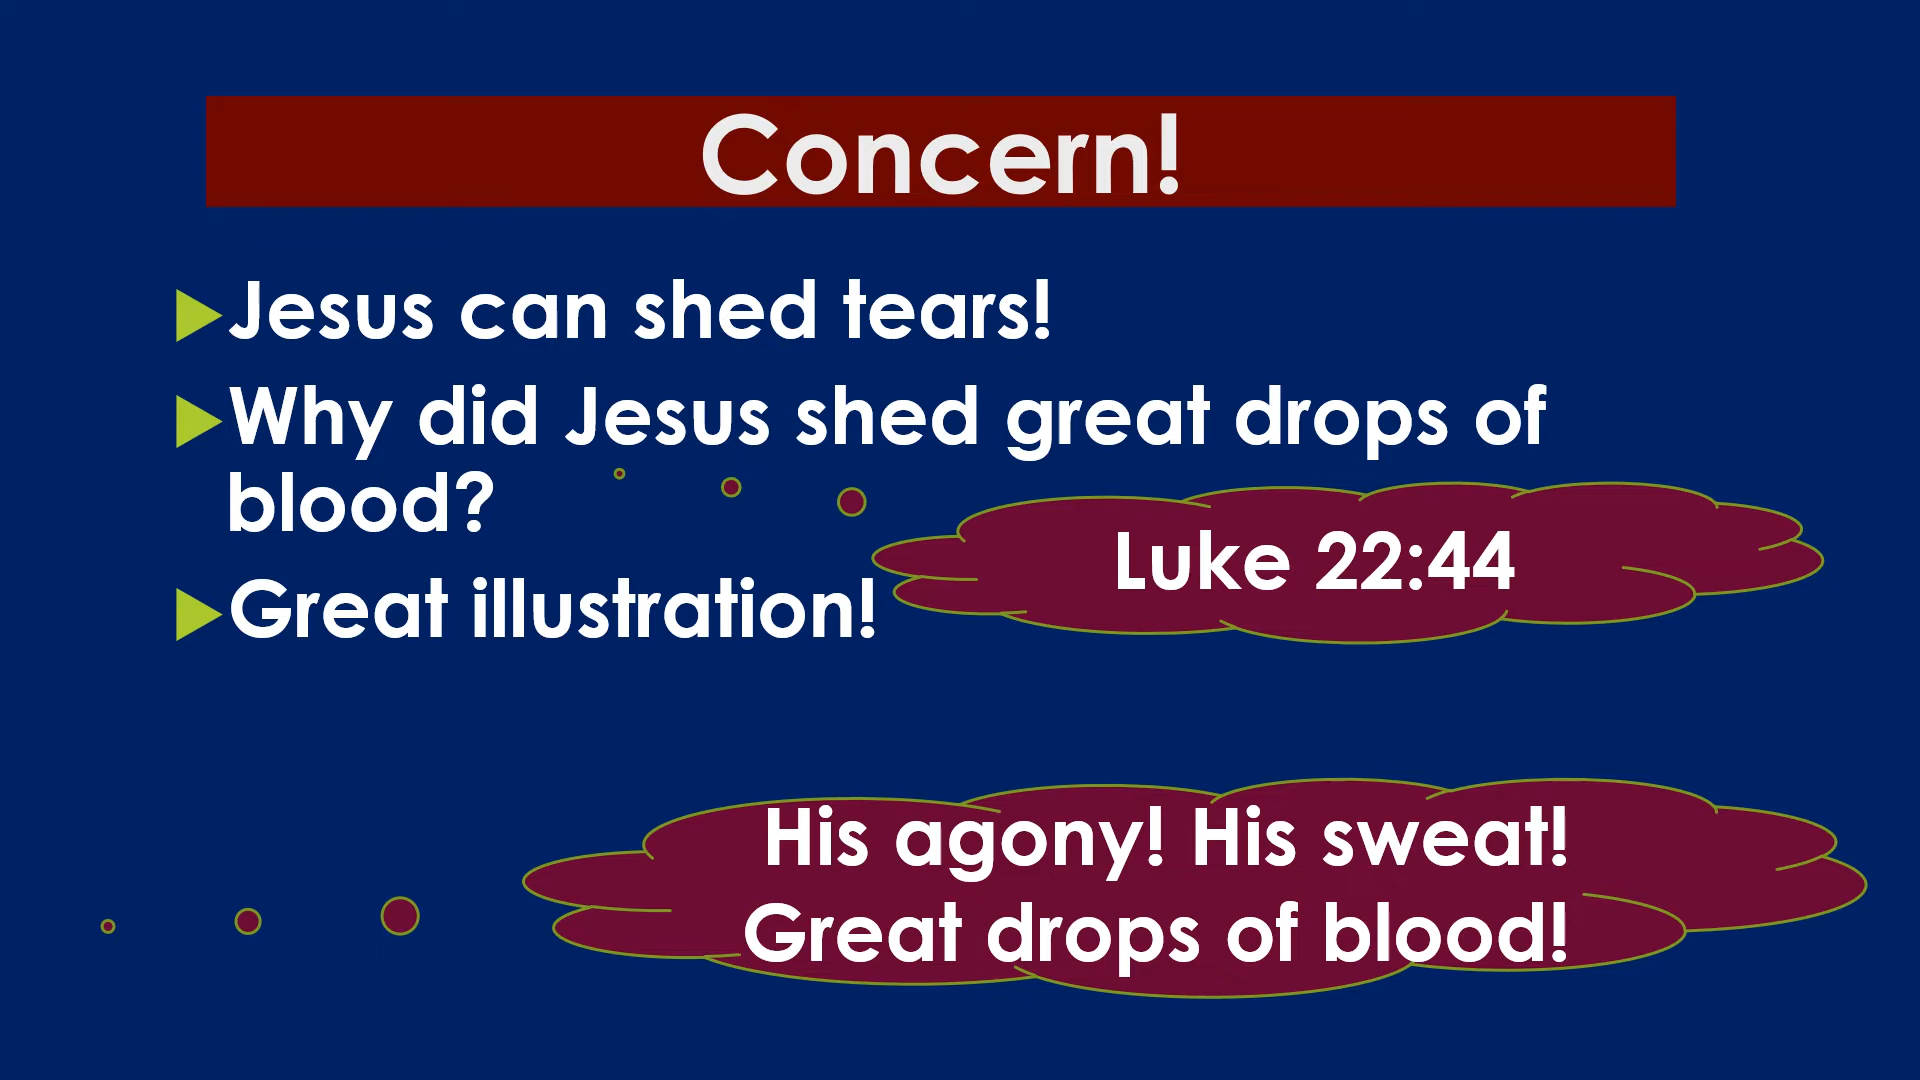 Concern!
Jesus can shed tears!
Why did Jesus shed great drops of
blood?
Luke 22:44
Great illustration!
His agony! His sweat!
Great drops of blood!